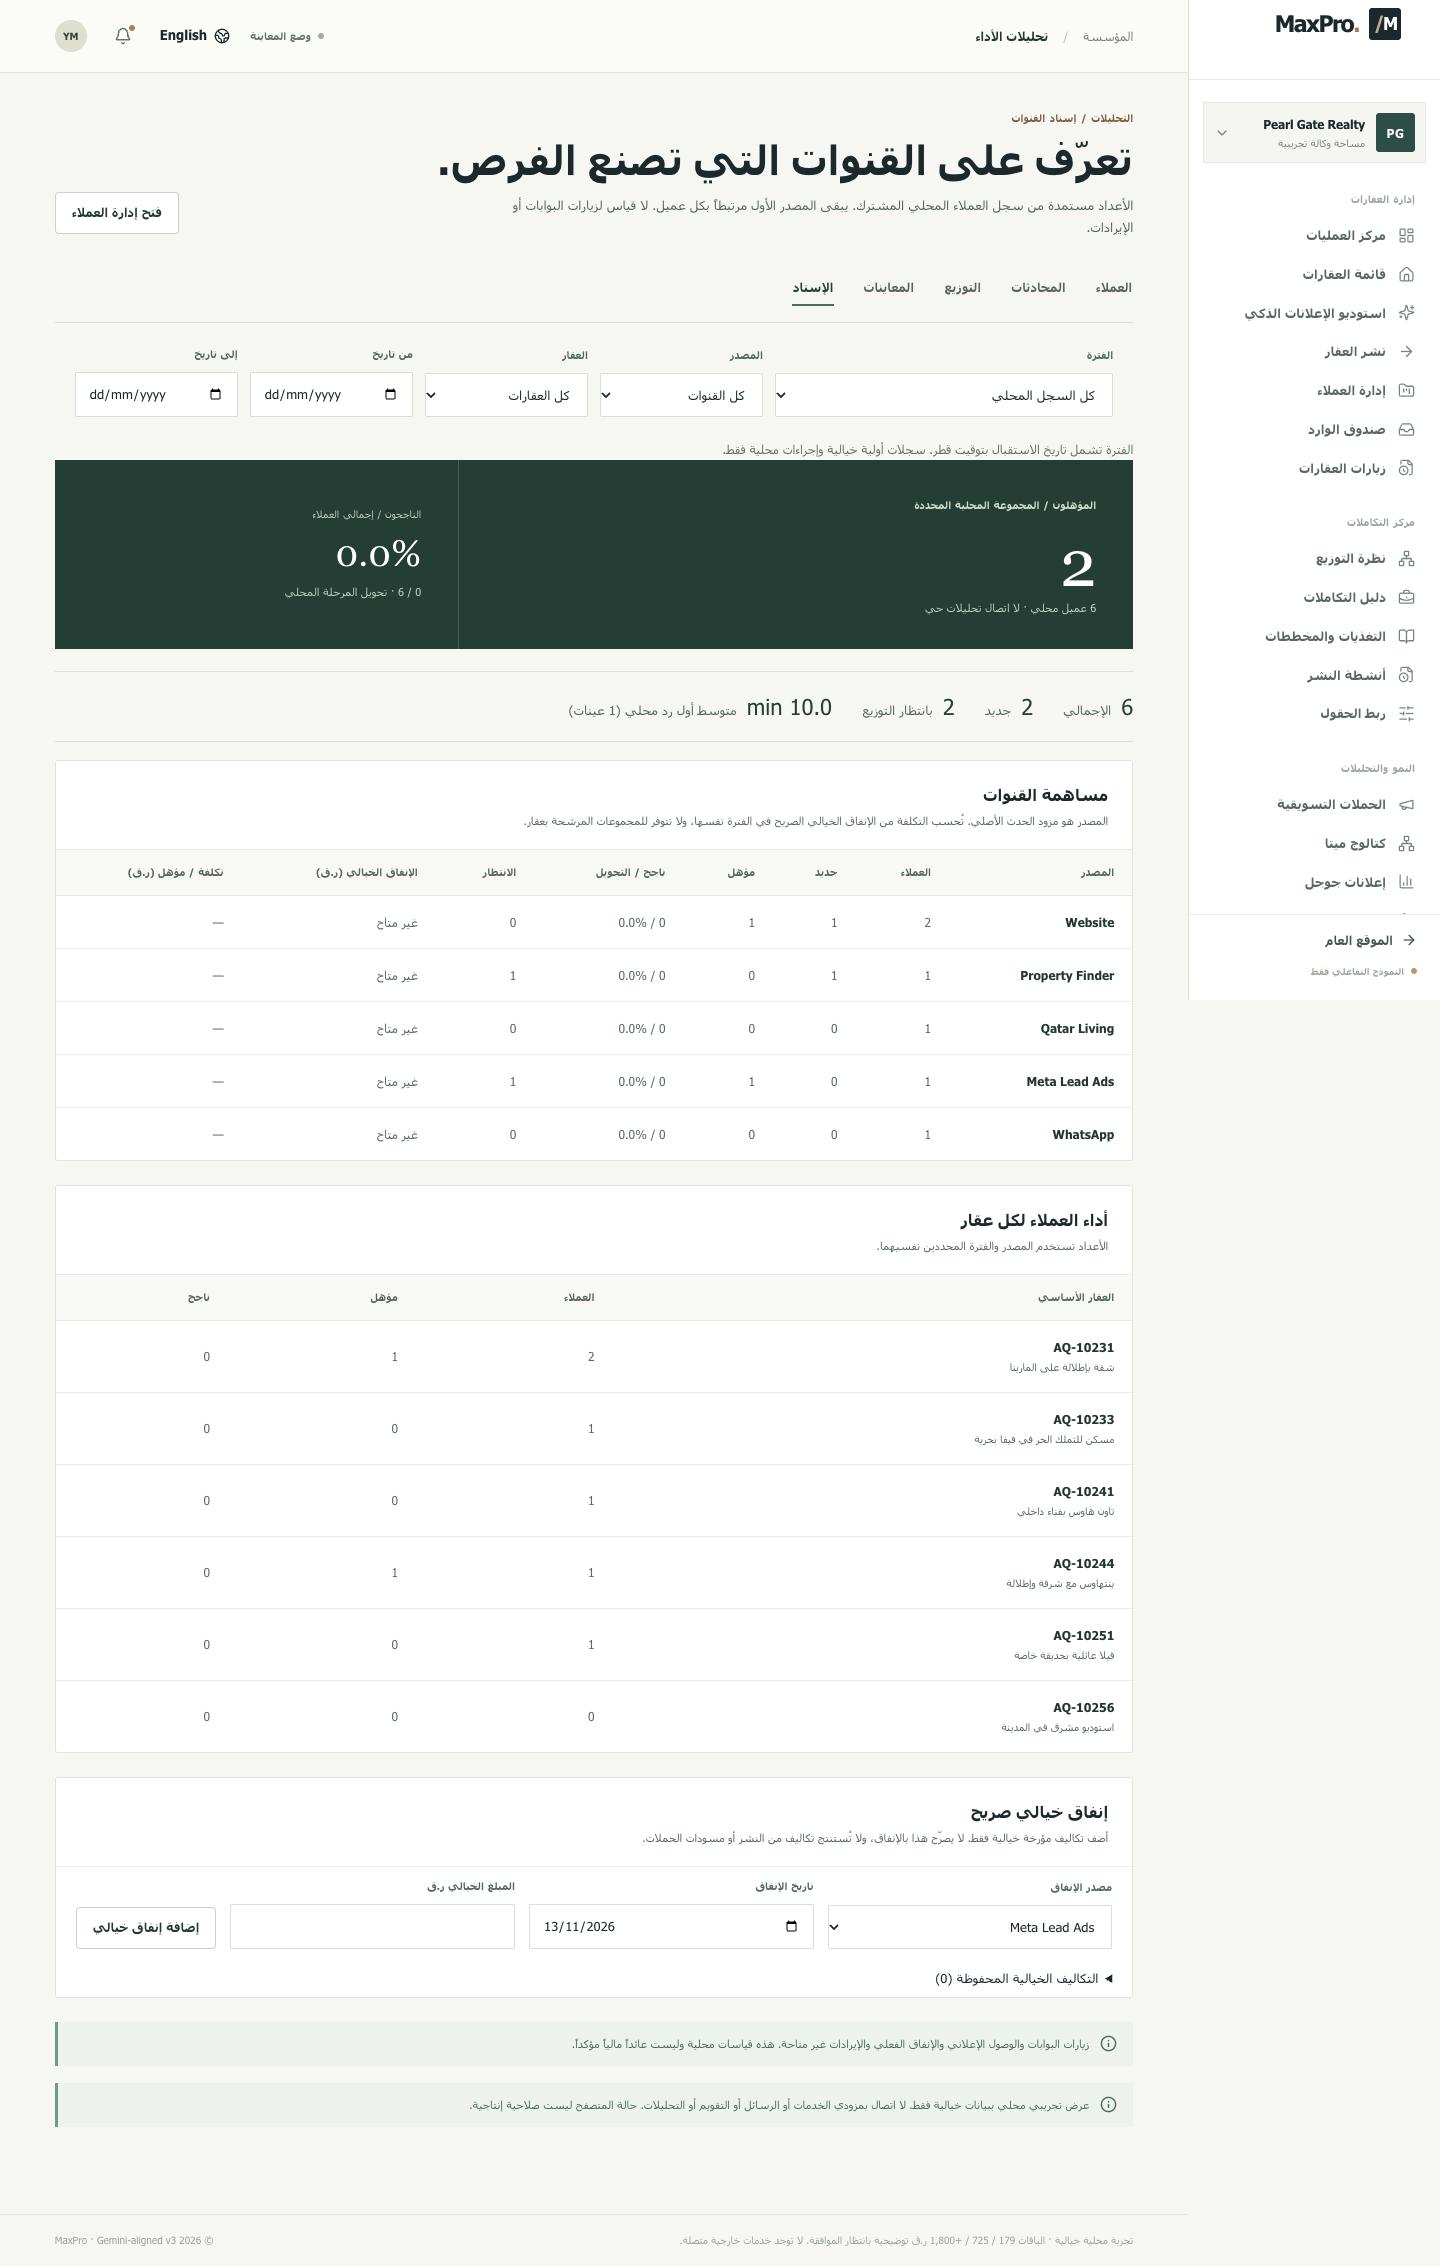 MaxPro. /M
Pearl Gate Realty
مساحة وكالة تجريبية
PG
إدارة العقارات
مركز العمليات
قائمة العقارات
استوديو الإعلانات الذكي
نشر العقار
إدارة العملاء
صندوق الوارد
زيارات العقارات
مركز التكاملات
نظرة التوزيع
دليل التكاملات
التغذيات والمخططات
أنشطة النشر
ربط الحقول
النمو والتحليلات
الحملات التسويقية
كتالوج ميتا
إعلانات جوجل
الموقع العام
النموذج التفاعلي فقط
المؤسسة / تحليلات الأداء
وضع المعاينة
English
YM
التحليلات / إسناد القنوات
تعرّف على القنوات التي تصنع الفرص.
الأعداد مستمدة من سجل العملاء المحلي المشترك. يبقى المصدر الأول مرتبطاً بكل عميل. لا قياس لزيارات البوابات أو
الإيرادات.
فتح إدارة العملاء
العملاء المحادثات التوزيع المعاينات الإسناد
الفترة المصدر العقار من تاريخ إلى تاريخ
كل السجل المحلي كل القنوات كل العقارات dd/mm/yyyy dd/mm/yyyy
الفترة تشمل تاريخ الاستقبال بتوقيت قطر. سجلات أولية خيالية وإجراءات محلية فقط.
المؤهلون / المجموعة المحلية المحددة
2
6 عميل محلي · لا اتصال تحليلات حي
الناجحون / إجمالي العملاء
0.0%
0 / 6 · تحويل المرحلة المحلي
6 الإجمالي 2 جديد 2 بانتظار التوزيع 10.0 min متوسط أول رد محلي (1 عينات)
مساهمة القنوات
المصدر هو مزود الحدث الأصلي. تُحسب التكلفة من الإنفاق الخيالي الصريح في الفترة نفسها، ولا تتوفر للمجموعات المرشحة بعقار.
المصدر العملاء جديد مؤهل ناجح / التحويل الانتظار الإنفاق الخيالي (ر.ق) تكلفة / مؤهل (ر.ق)
Website 2 1 1 0 / 0.0% 0 غير متاح —
Property Finder 1 1 0 0 / 0.0% 1 غير متاح —
Qatar Living 1 0 0 0 / 0.0% 0 غير متاح —
Meta Lead Ads 1 0 1 0 / 0.0% 1 غير متاح —
WhatsApp 1 0 0 0 / 0.0% 0 غير متاح —
أداء العملاء لكل عقار
الأعداد تستخدم المصدر والفترة المحددين نفسيهما.
العقار الأساسي العملاء مؤهل ناجح
AQ-10231 2 1 0
شقة بإطلالة على المارينا
AQ-10233 1 0 0
مسكن للتملك الحر في فيفا بحرية
AQ-10241 1 0 0
تاون هاوس بفناء داخلي
AQ-10244 1 1 0
بنتهاوس مع شرفة وإطلالة
AQ-10251 1 0 0
فيلا عائلية بحديقة خاصة
AQ-10256 0 0 0
استوديو مشرق في المدينة
إنفاق خيالي صريح
أضف تكاليف مؤرخة خيالية فقط. لا يصرّح هذا بالإنفاق، ولا تُستنتج تكاليف من النشر أو مسودات الحملات.
مصدر الإنفاق تاريخ الإنفاق المبلغ الخيالي ر.ق
Meta Lead Ads 13/11/2026 إضافة إنفاق خيالي
التكاليف الخيالية المحفوظة (0)
زيارات البوابات والوصول الإعلاني والإنفاق الفعلي والإيرادات غير متاحة. هذه قياسات محلية وليست عائداً مالياً مؤكداً.
عرض تجريبي محلي ببيانات خيالية فقط. لا اتصال بمزودي الخدمات أو الرسائل أو التقويم أو التحليلات. حالة المتصفح ليست صلاحية إنتاجية.
تجربة محلية خيالية · الباقات 179 / 725 / +1,800 ر.ق توضيحية بانتظار الموافقة. لا توجد خدمات خارجية متصلة.
MaxPro · Gemini-aligned v3 2026 ©